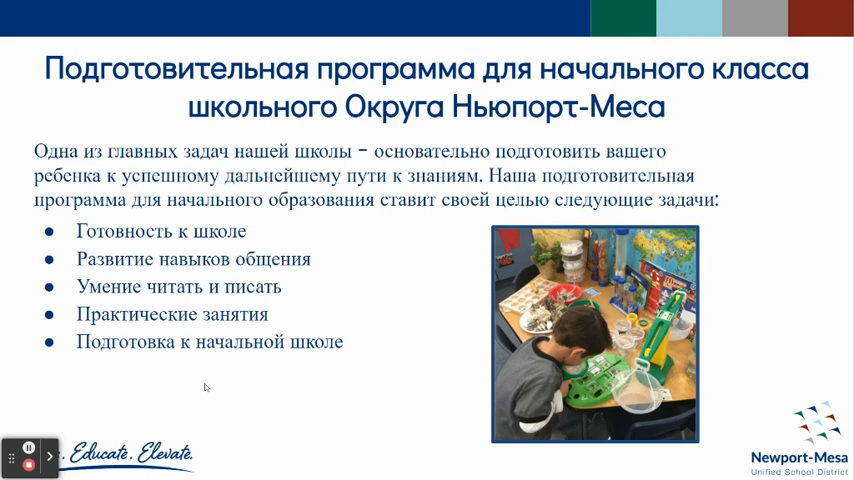 Подготовительная программа для начального класса
школьного Округа Ньюпорт-Меса
Одна из главных задач нашей школы – основательно подготовить вашего
ребенка к успешному дальнейшему пути к знаниям. Наша подготовительная
программа для начального образования ставит своей целью следующие задачи:
● Готовность к школе
● Развитие навыков общения
● Умение читать и писать
● Практические занятия
● Подготовка к начальной школе
. Educate. Elevate.
Newport-Mesa
Unified School District